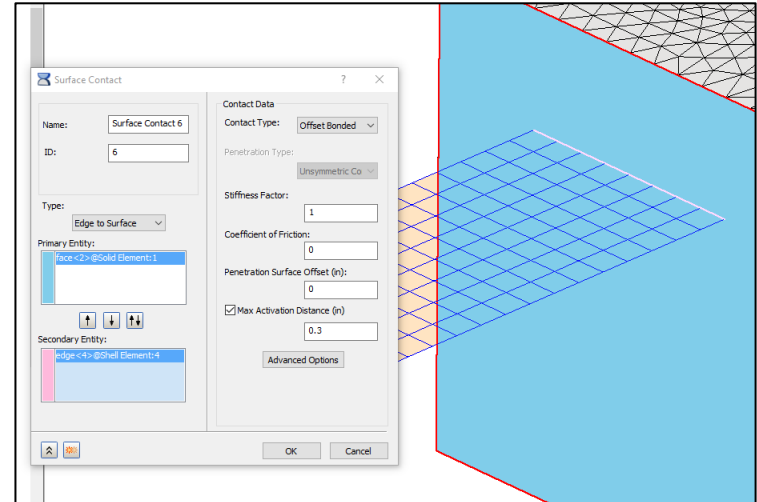 Surface Contact
?
Name:
Surface Contact 6
ID:
6
Type:
Edge to Surface
Primary Entity:
face<2>@Solid Element:1
Secondary Entity:
edge<4>@Shell Element:4
Contact Data
Contact Type:
Offset Bonded
Penetration Type:
Unsymmetric Co
Stiffness Factor:
1
Coefficient of Friction:
0
Penetration Surface Offset (in):
0
Max Activation
Distance (in)
0.3
Advanced Options
OK
Cancel